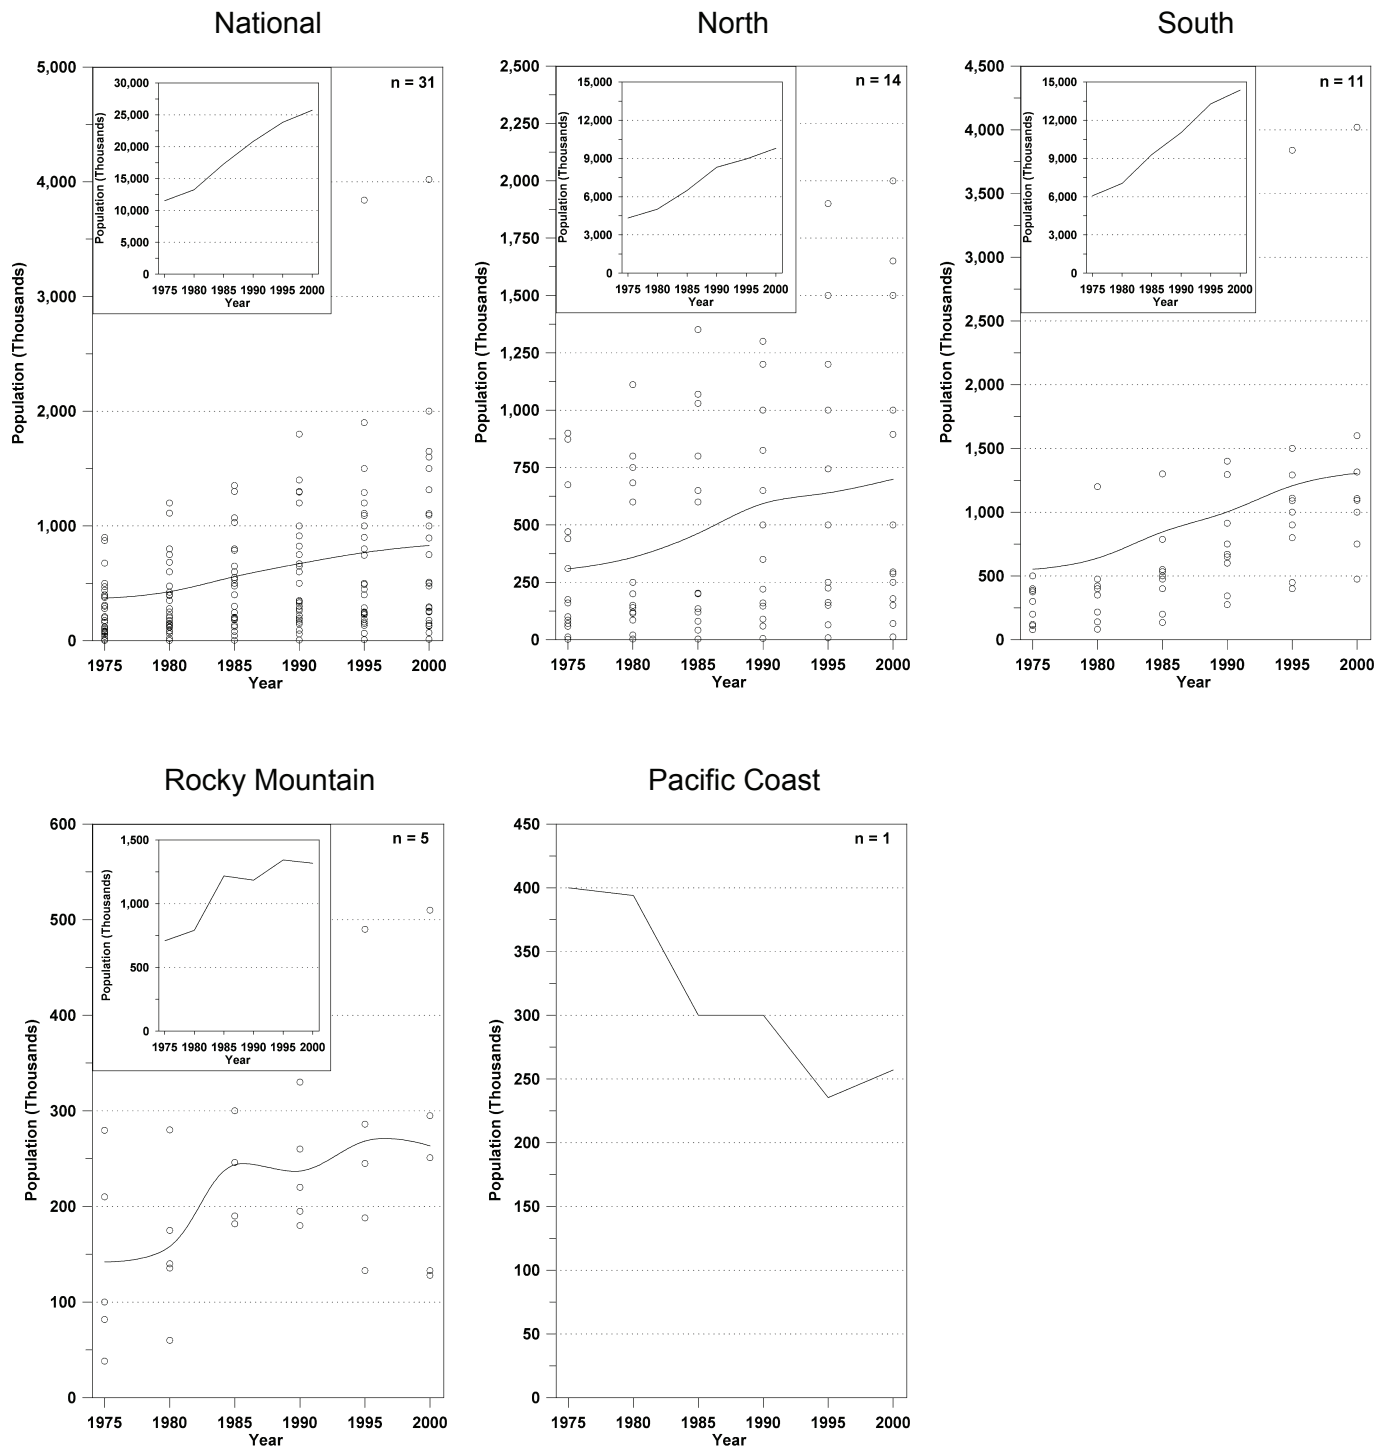 National
North
South
5,000
4,000
3,000
2,000
1,000
0
Population (Thousands)
1975 1980 1985 1990 1995 2000
Year
n = 31
30,000
25,000
20,000
15,000
10,000
5,000
0
Population (Thousands)
1975 1980 1985 1990 1995 2000
Year
2,500
2,250
2,000
1,750
1,500
1,250
1,000
750
500
250
0
Population (Thousands)
1975 1980 1985 1990 1995 2000
Year
n = 14
15,000
12,000
9,000
6,000
3,000
0
Population (Thousands)
1975 1980 1985 1990 1995 2000
Year
4,500
4,000
3,500
3,000
2,500
2,000
1,500
1,000
500
0
Population (Thousands)
1975 1980 1985 1990 1995 2000
Year
n = 11
15,000
12,000
9,000
6,000
3,000
0
Population (Thousands)
1975 1980 1985 1990 1995 2000
Year
Rocky Mountain
Pacific Coast
600
500
400
300
200
100
0
Population (Thousands)
1975 1980 1985 1990 1995 2000
Year
n = 5
1,500
1,000
500
0
Population (Thousands)
1975 1980 1985 1990 1995 2000
Year
450
400
350
300
250
200
150
100
50
0
Population (Thousands)
1975 1980 1985 1990 1995 2000
Year
n = 1